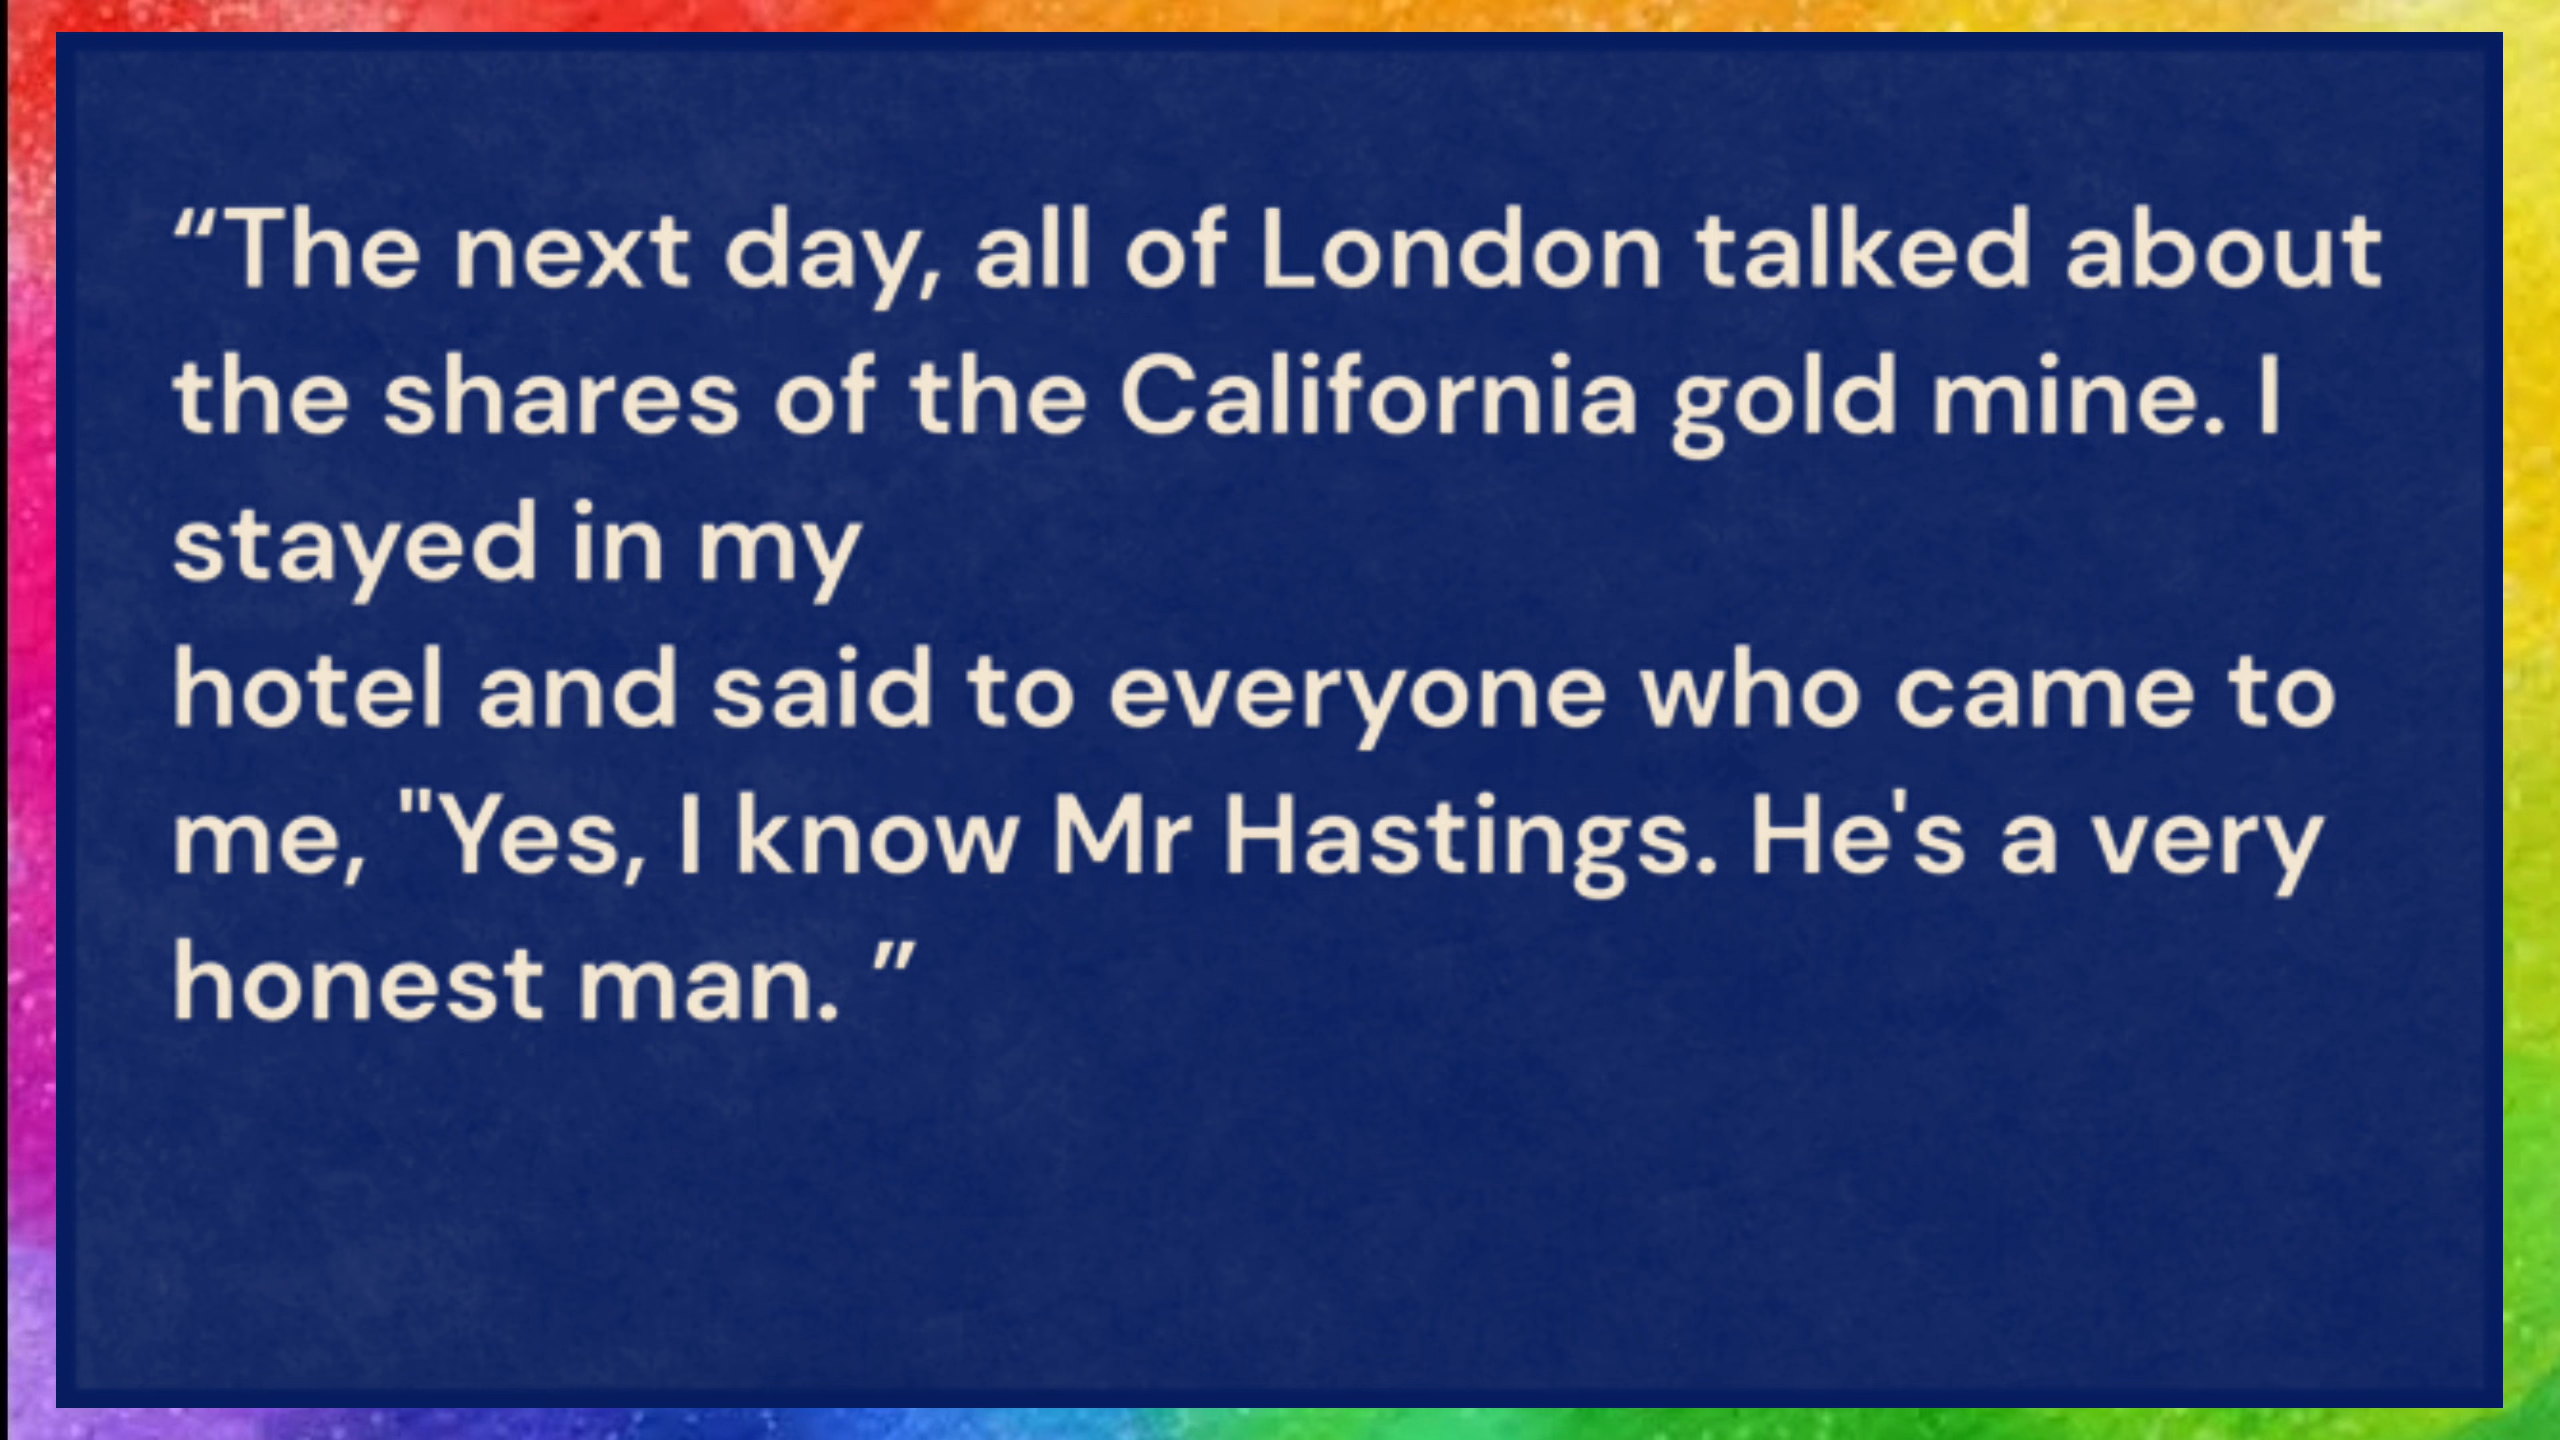 “The next day, all of London talked about
the shares of the California gold mine. I
stayed in my
hotel and said to everyone who came to
me, "Yes, I know Mr Hastings. He's a very
honest man. ”